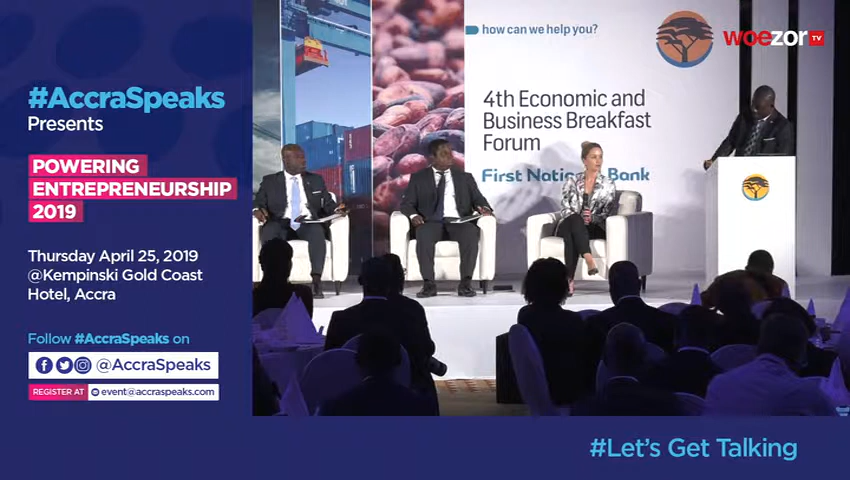 #AccraSpeaks
Presents
POWERING
ENTREPRENEURSHIP
2019
Thursday April 25, 2019
@Kempinski Gold Coast
Hotel, Accra
Follow #AccraSpeaks on
@AccraSpeaks
REGISTER AT event@accraspeaks.com
how can we help you?
woezor TV
4th Economic and
Business Breakfast
Forum
First Bank
#Let's Get Talking